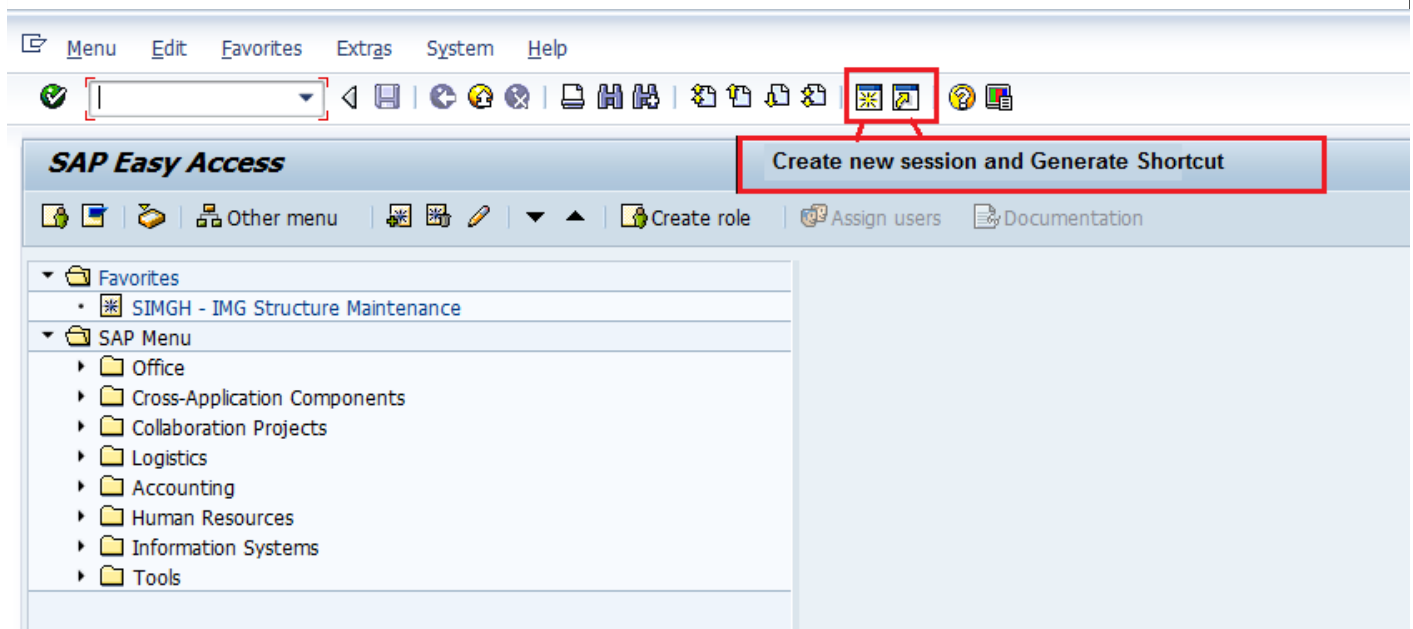 Menu Edit Favorites Extras System Help
SAP Easy Access
Create new session and Generate Shortcut
Other menu Create role Assign users Documentation
Favorites
SIMGH - IMG Structure Maintenance
SAP Menu
Office
Cross-Application Components
Collaboration Projects
Logistics
Accounting
Human Resources
Information Systems
Tools